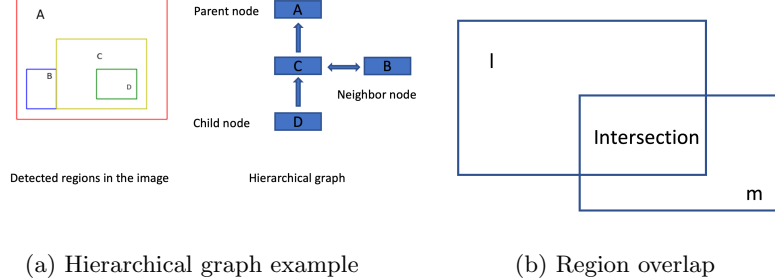 A
B
C
D
Detected regions in the image
Parent node
A
C
B
Neighbor node
Child node
D
Hierarchical graph
(a) Hierarchical graph example
l
Intersection
m
(b) Region overlap